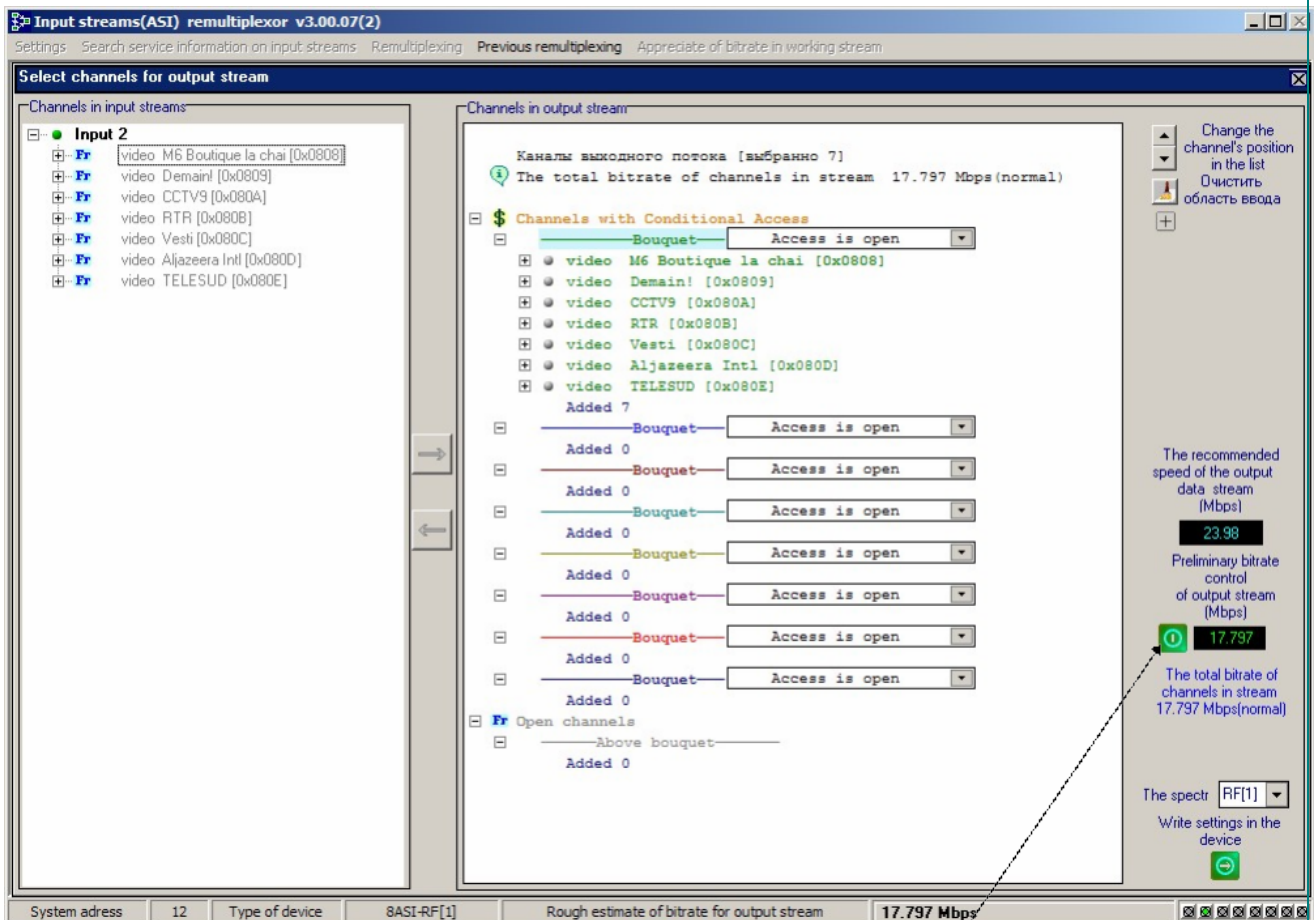 Input streams(ASI) remultiplexor v3.00.07(2)
Settings Search service information on input streams Remultiplexing Previous remultiplexing Appreciate of bitrate in working stream
Select channels for output stream
Channels in input streams
Input 2
Fr video M6 Boutique la chai [0x0808]
Fr video Demain! [0x0809]
Fr video CCTV9 [0x080A]
Fr video RTR [0x080B]
Fr video Vesti [0x080C]
Fr video Aljazeera Intl [0x080D]
Fr video TELESUD [0x080E]
Channels in output stream
Каналы выходного потока [выбранно 7]
The total bitrate of channels in stream 17.797 Mbps(normal)
$ Channels with Conditional Access
Bouquet Access is open
video M6 Boutique la chai [0x0808]
video Demain! [0x0809]
video CCTV9 [0x080A]
video RTR [0x080B]
video Vesti [0x080C]
video Aljazeera Intl [0x080D]
video TELESUD [0x080E]
Added 7
Bouquet Access is open
Added 0
Bouquet Access is open
Added 0
Bouquet Access is open
Added 0
Bouquet Access is open
Added 0
Bouquet Access is open
Added 0
Bouquet Access is open
Added 0
Bouquet Access is open
Added 0
Fr Open channels
Above bouquet
Added 0
Change the
channel's position
in the list
Очистить
область ввода
The recommended
speed of the output
data stream
(Mbps)
23.98
Preliminary bitrate
control
of output stream
(Mbps)
17.797
The total bitrate of
channels in stream
17.797 Mbps(normal)
The spectr RF[1]
Write settings in the
device
System adress 12 Type of device 8ASI-RF[1] Rough estimate of bitrate for output stream 17.797 Mbps